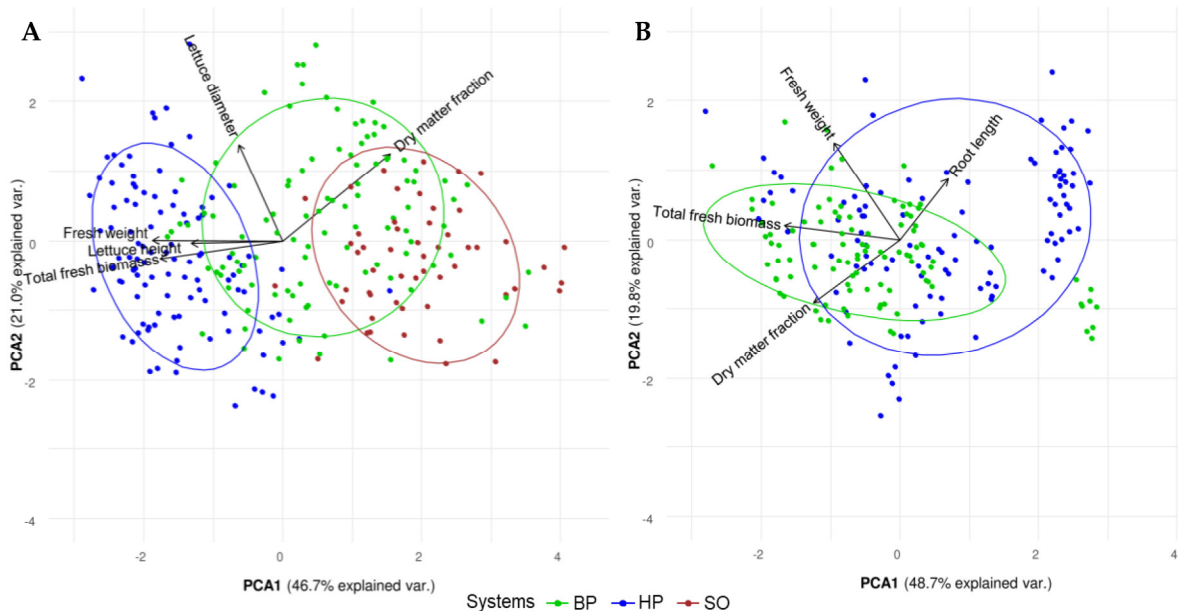 A
Lettuce diameter
Dry matter fraction
Fresh weight
Lettuce height
Total fresh biomasss
PCA2 (21.0% explained var.)
2
0
-2
-4
-2
0
2
4
PCA1 (46.7% explained var.)
B
Fresh weight
Root length
Total fresh biomass
Dry matter fraction
PCA2 (19.8% explained var.)
2
0
-2
-4
-2
0
2
4
PCA1 (48.7% explained var.)
Systems BP HP SO